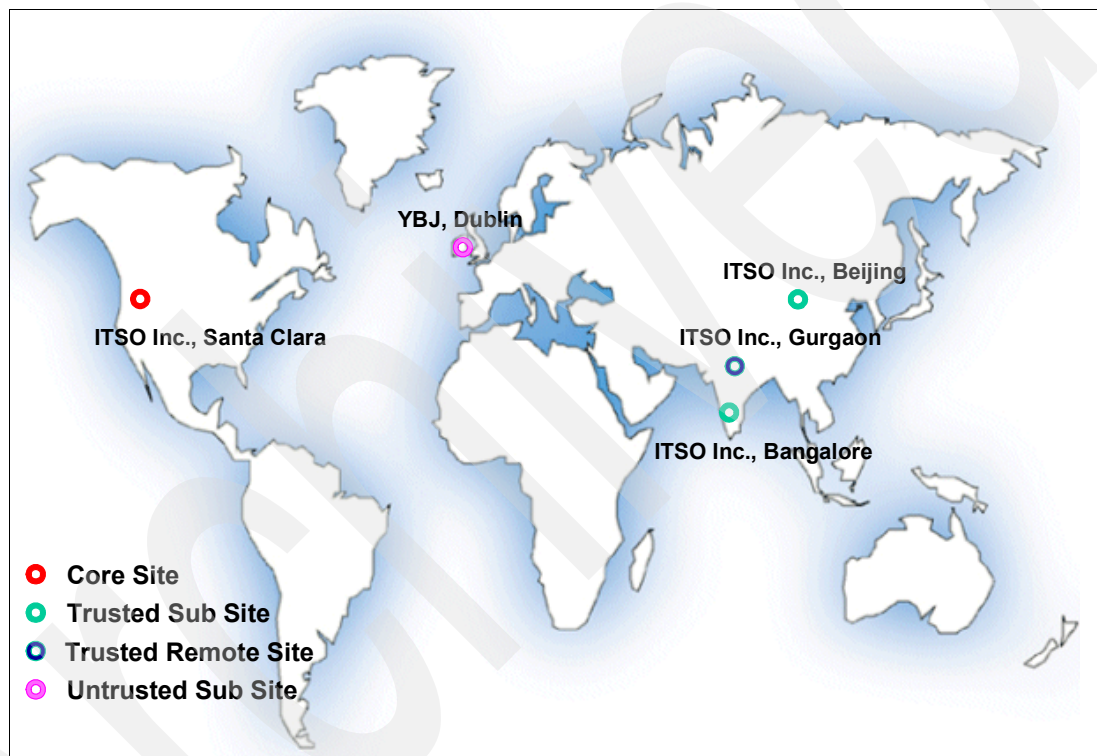 YBJ, Dublin
ITSO Inc., Beijing
ITSO Inc., Santa Clara
ITSO Inc., Gurgaon
ITSO Inc., Bangalore
Core Site
Trusted Sub Site
Trusted Remote Site
Untrusted Sub Site